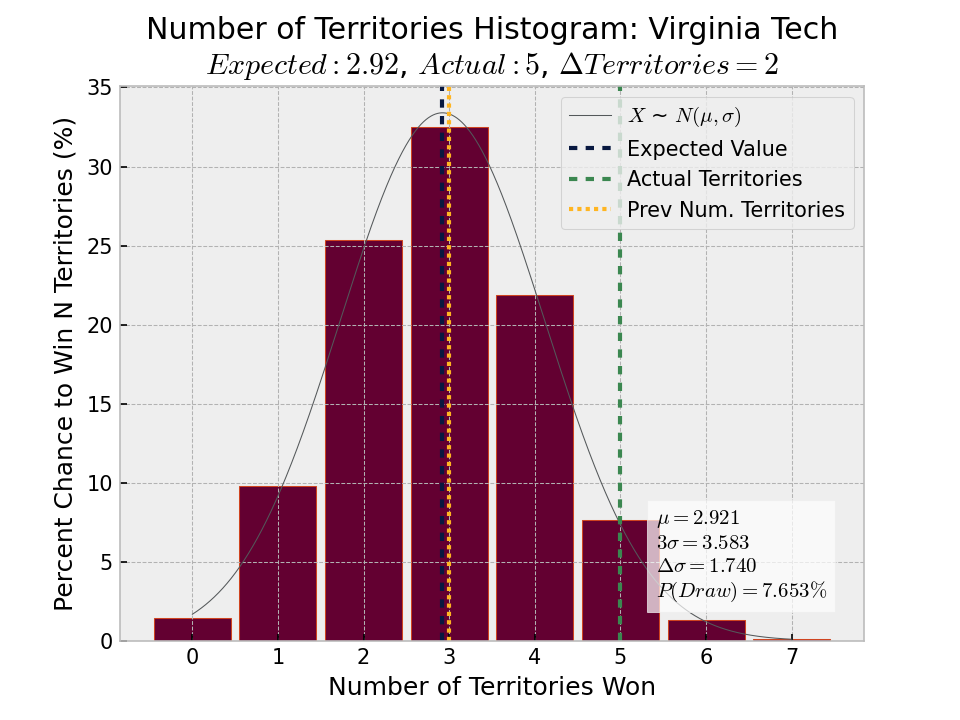 Number of Territories Histogram: Virginia Tech
Expected : 2.92, Actual : 5, ΔTerritories = 2
Percent Chance to Win N Territories (%)
35
30
25
20
15
10
5
0
X ∼ N(μ, σ)
Expected Value
Actual Territories
Prev Num. Territories
μ = 2.921
3σ = 3.583
Δσ = 1.740
P(Draw) = 7.653%
0 1 2 3 4 5 6 7
Number of Territories Won